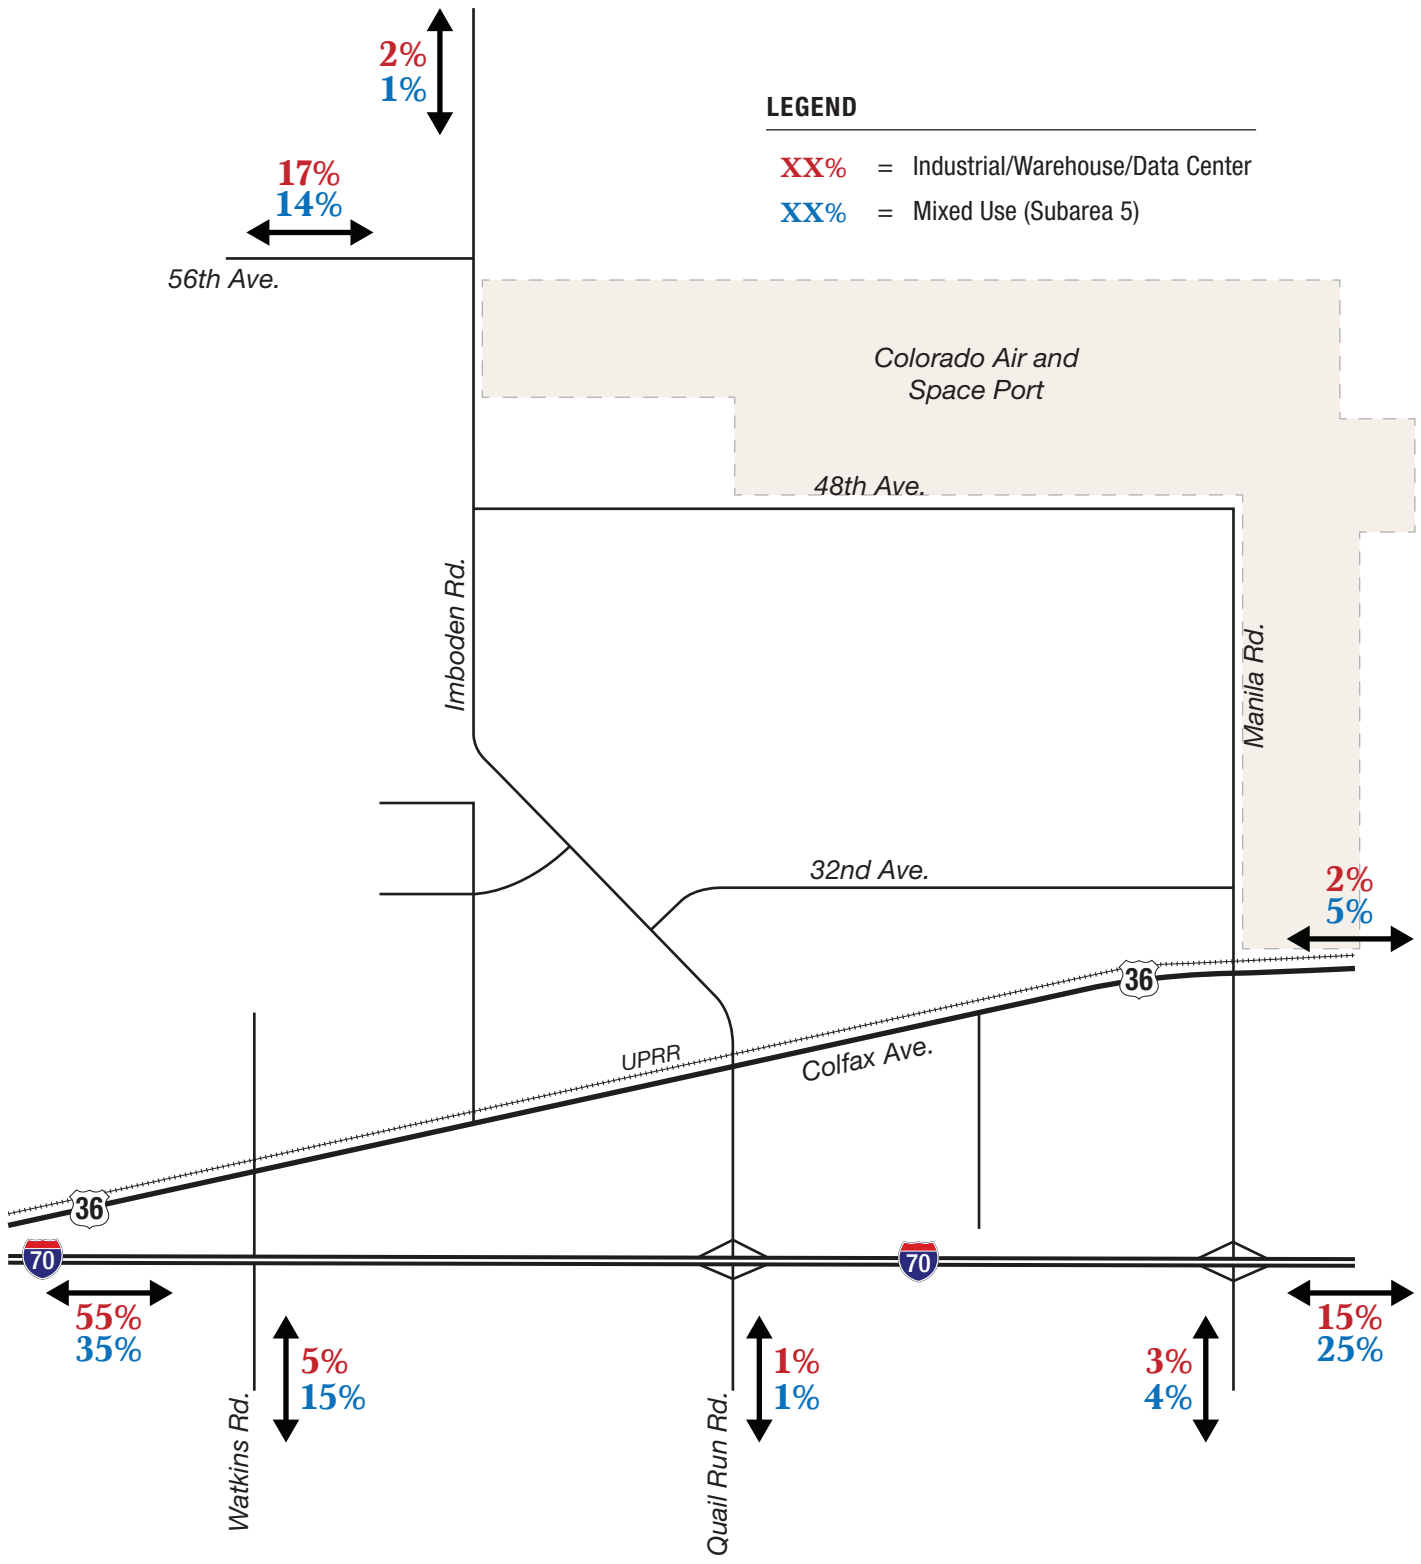 2%
1%
LEGEND
XX% = Industrial/Warehouse/Data Center
XX% = Mixed Use (Subarea 5)
17%
14%
56th Ave.
Colorado Air and
Space Port
48th Ave.
Imboden Rd.
Manila Rd.
32nd Ave.
2%
5%
36
UPRR
Colfax Ave.
36
70
70
55%
35%
5%
15%
1%
1%
3%
4%
15%
25%
Watkins Rd.
Quail Run Rd.